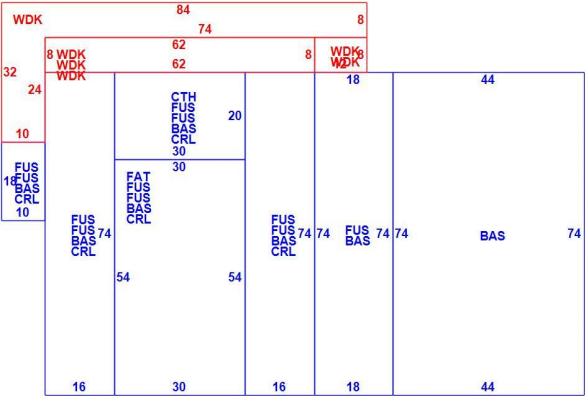 84
WDK
8
74
62
8
WDK
WDK
WDK
62
8
WDK
WDK
8
12
32
24
10
18
44
CTH
FUS
FUS
BAS
CRL
20
30
30
18
FUS
FUS
BAS
CRL
10
FAT
FUS
FUS
BAS
CRL
FUS
FUS
BAS
CRL
74
FUS
FUS
BAS
CRL
74
74
FUS
BAS
74
74
BAS
74
54
54
16
30
16
18
44